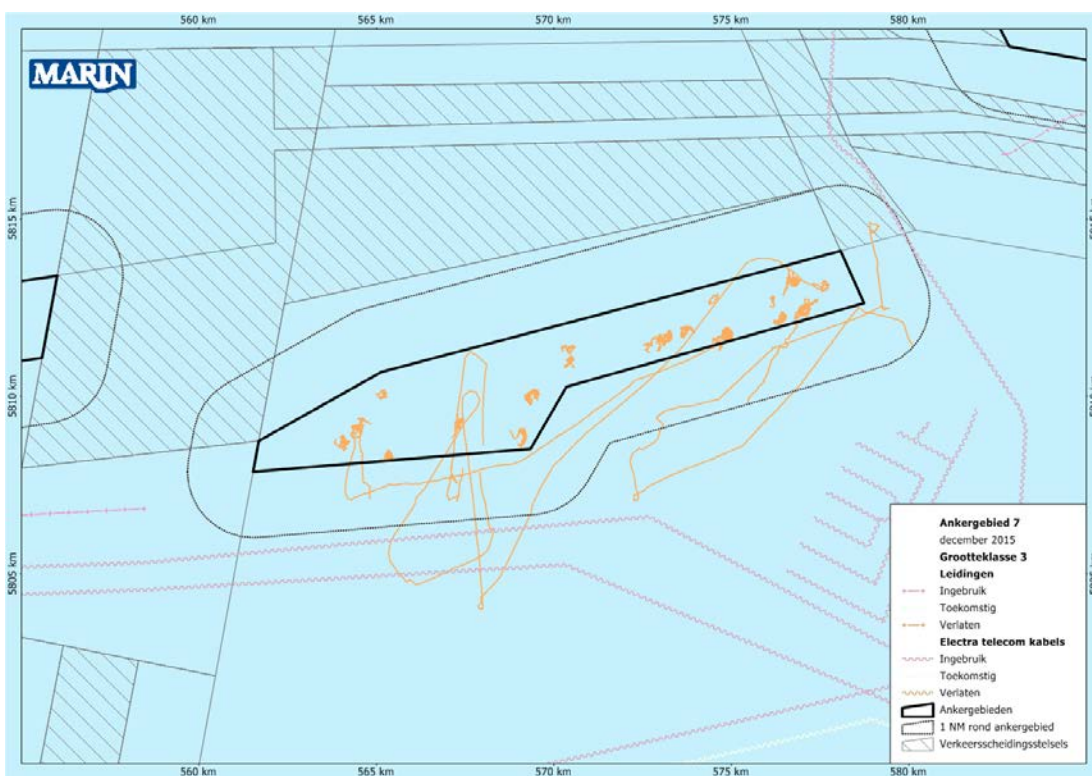 560 km
565 km
570 km
575 km
580 km
MARIN
5815 km
5810 km
5805 km
Ankergebied 7
december 2015
Grootteklasse 3
Leidingen
Ingebruik
Toekomstig
Verlaten
Electra telecom kabels
Ingebruik
Toekomstig
Verlaten
Ankergebieden
1 NM rond ankergebied
Verkeersscheidingsstelsels
560 km
565 km
570 km
575 km
580 km